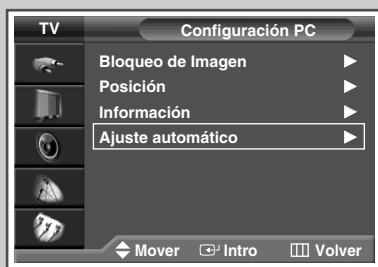 TV Configuración PC
Bloqueo de Imagen
Posición
Información
Ajuste automático
Mover Intro Volver